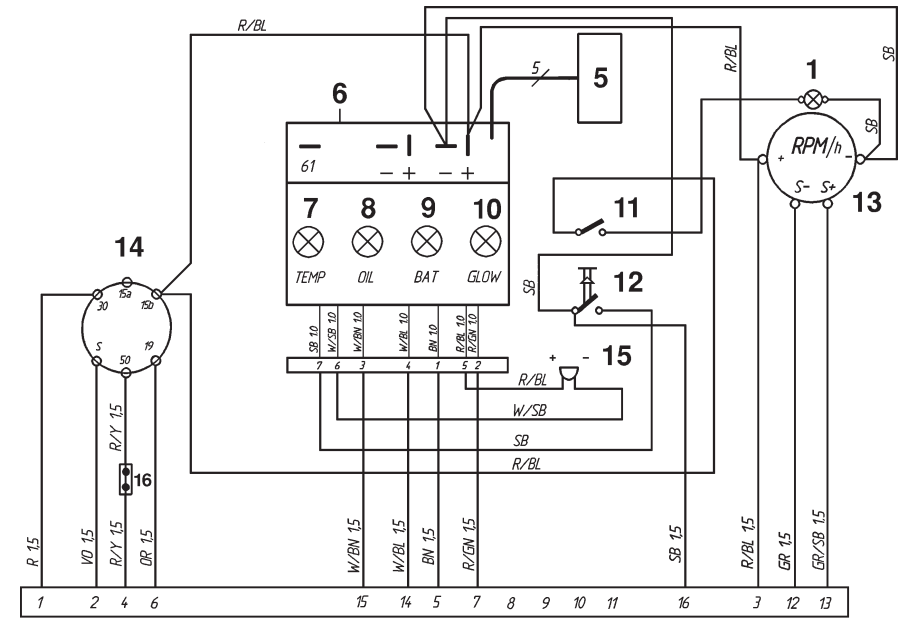 R/BL
5
5
6
1
R/BL
SB
SB
RPM/h
+ -
S- S+
13
61
- + - +
7 8 9 10
TEMP OIL BAT GLOW
11
12
SB
14
15a
30 15b
S 19
50
SB 1.0
W/SB 1.0
W/BN 1.0
W/BL 1.0
BN 1.0
R/BL 1.0
R/GN 1.0
7 6 3 4 1 5 2
+ -
15
R/BL
W/SB
SB
R/BL
R/Y 1,5
16
R 1,5
VO 1,5
R/Y 1,5
OR 1,5
W/BN 1,5
W/BL 1,5
BN 1,5
R/GN 1,5
SB 1,5
R/BL 1,5
GR 1,5
GR/SB 1,5
1 2 4 6 15 14 5 7 8 9 10 11 16 3 12 13